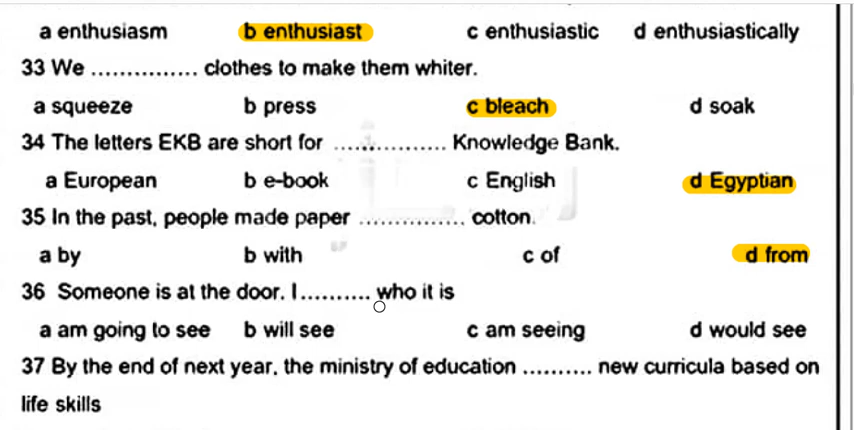 a enthusiasm b enthusiast c enthusiastic d enthusiastically
33 We ............... clothes to make them whiter.
a squeeze b press c bleach d soak
34 The letters EKB are short for ............... Knowledge Bank.
a European b e-book c English d Egyptian
35 In the past, people made paper ............... cotton.
a by b with c of d from
36 Someone is at the door. I.......... who it is
a am going to see b will see c am seeing d would see
37 By the end of next year, the ministry of education .......... new curricula based on
life skills